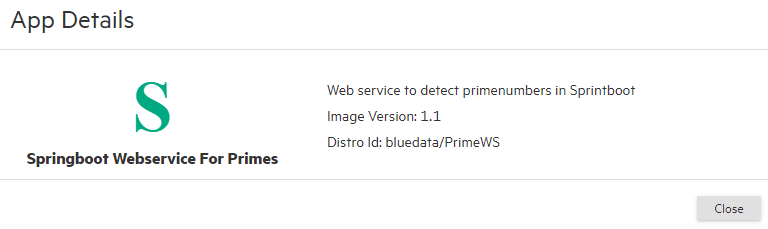 App Details
S
Springboot Webservice For Primes
Web service to detect primenumbers in Sprintboot
Image Version: 1.1
Distro Id: bluedata/PrimeWS
Close